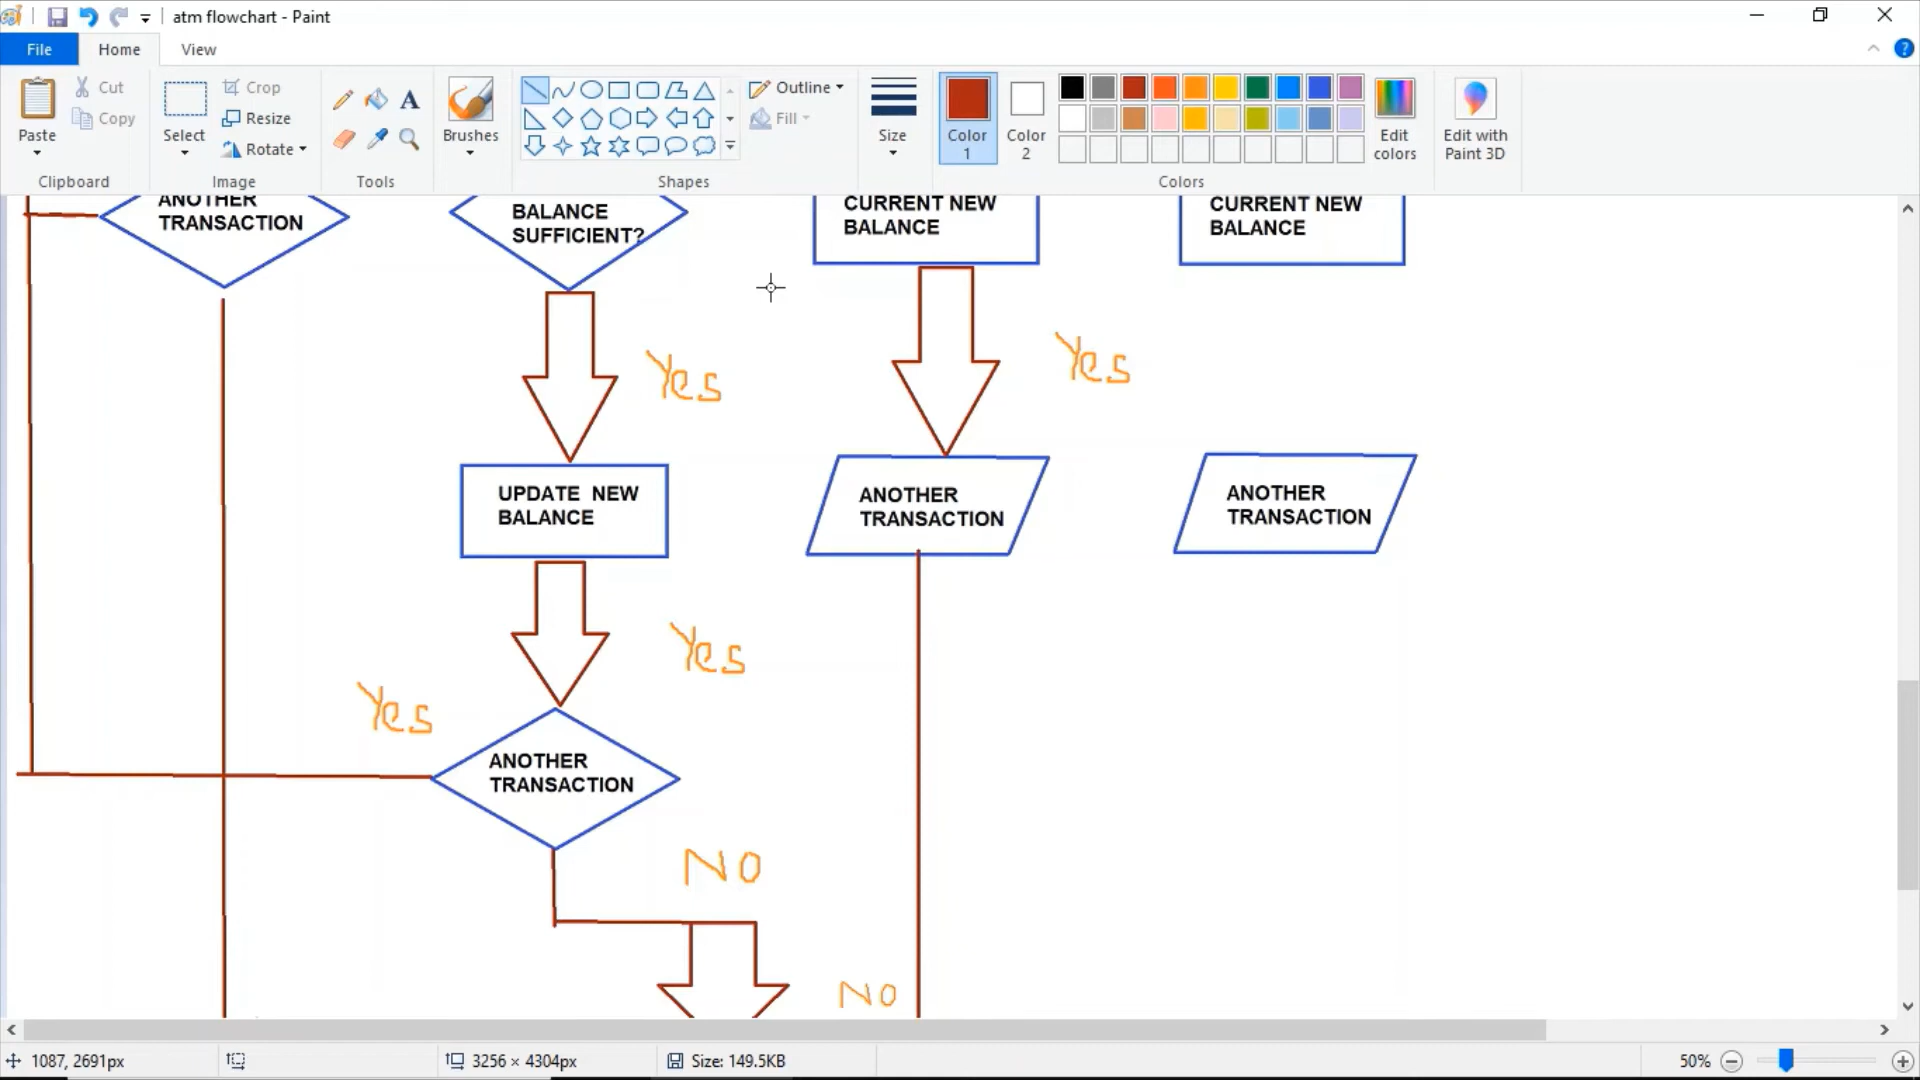 atm flowchart - Paint
File Home View
Paste
Cut
Copy
Clipboard
Select
Crop
Resize
Rotate
Image
Tools
Brushes
Shapes
Outline
Fill
Size
Color 1
Color 2
Edit colors
Edit with Paint 3D
Colors
ANOTHER
TRANSACTION
BALANCE
SUFFICIENT?
CURRENT NEW
BALANCE
CURRENT NEW
BALANCE
Yes
Yes
UPDATE NEW
BALANCE
ANOTHER
TRANSACTION
ANOTHER
TRANSACTION
Yes
Yes
ANOTHER
TRANSACTION
NO
NO
1087, 2691px
3256 × 4304px
Size: 149.5KB
50%